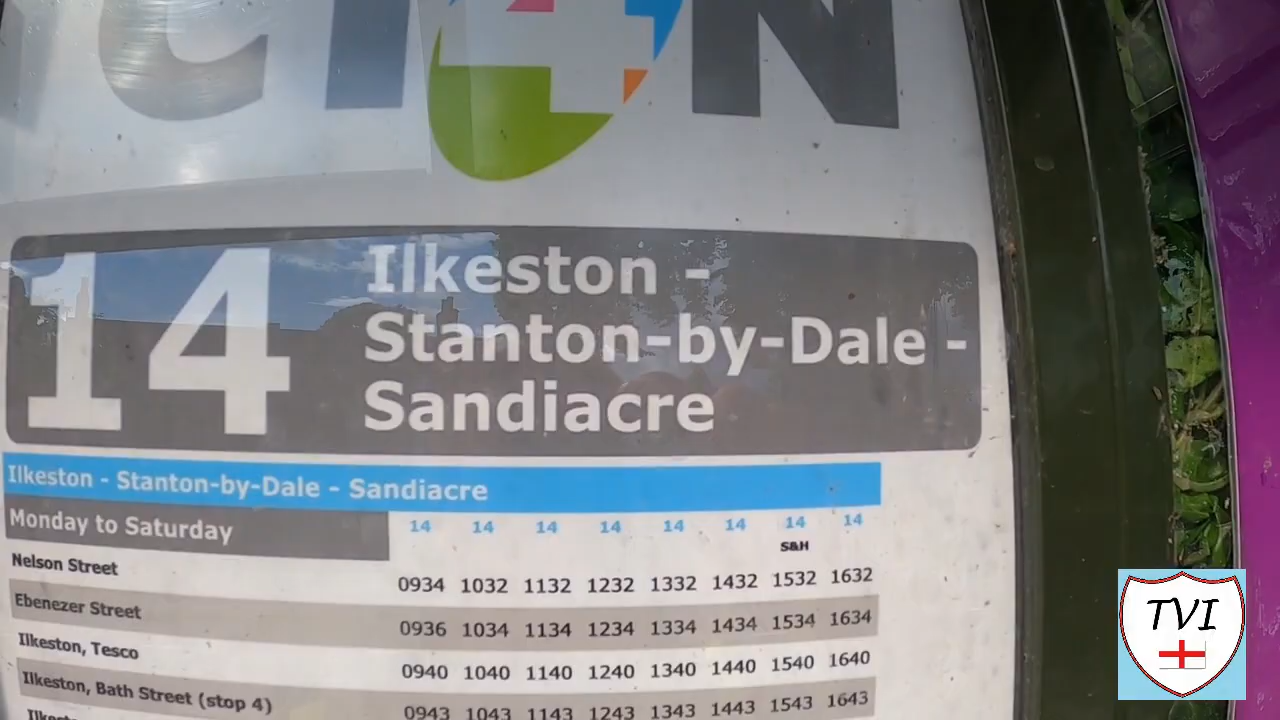 14
Ilkeston -
Stanton-by-Dale -
Sandiacre
Ilkeston - Stanton-by-Dale - Sandiacre
Monday to Saturday 14 14 14 14 14 14 14 14
S&H
Nelson Street 0934 1032 1132 1232 1332 1432 1532 1632
Ebenezer Street 0936 1034 1134 1234 1334 1434 1534 1634
Ilkeston, Tesco 0940 1040 1140 1240 1340 1440 1540 1640
Ilkeston, Bath Street (stop 4) 0943 1043 1143 1243 1343 1443 1543 1643
TVI